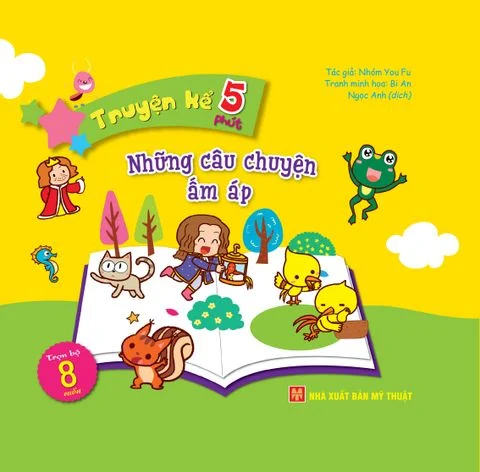 Tác giả: Nhóm You Fu
Tranh minh họa: Bi An
Ngọc Anh (dịch)
Truyện kể 5 phút
Những câu chuyện
ấm áp
Trọn bộ
8
cuốn
NHÀ XUẤT BẢN MỸ THUẬT